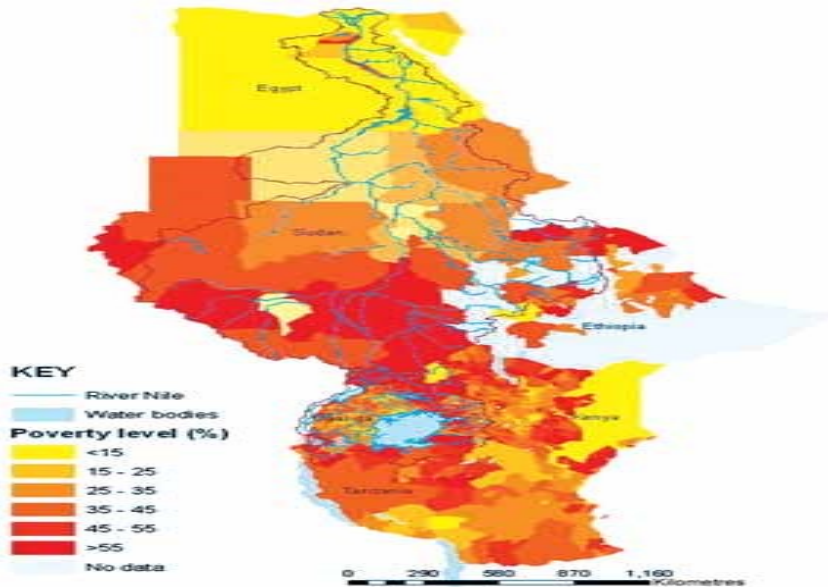 Egypt
Sudan
Ethiopia
Kenya
Tanzania
KEY
River Nile
Water bodies
Poverty level (%)
<15
15 - 25
25 - 35
35 - 45
45 - 55
>55
No data
0 290 580 870 1,160
Kilometres